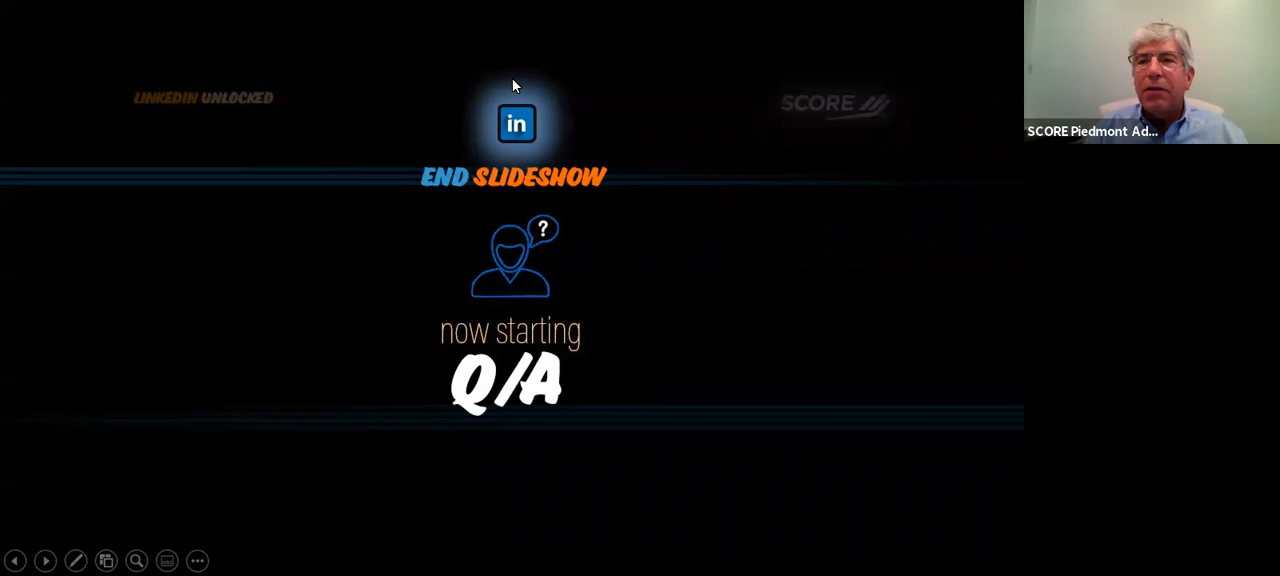 LINKEDIN UNLOCKED
SCORE
in
END SLIDESHOW
?
now starting
Q/A
SCORE Piedmont Ad...